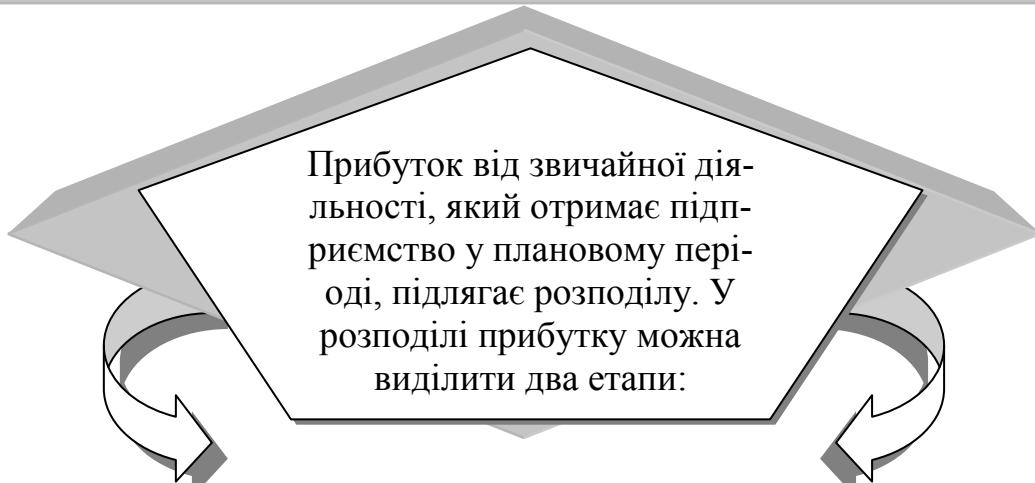 Прибуток від звичайної дія-
льності, який отримає підп-
риємство у плановому пері-
оді, підлягає розподілу. У
розподілі прибутку можна
виділити два етапи: